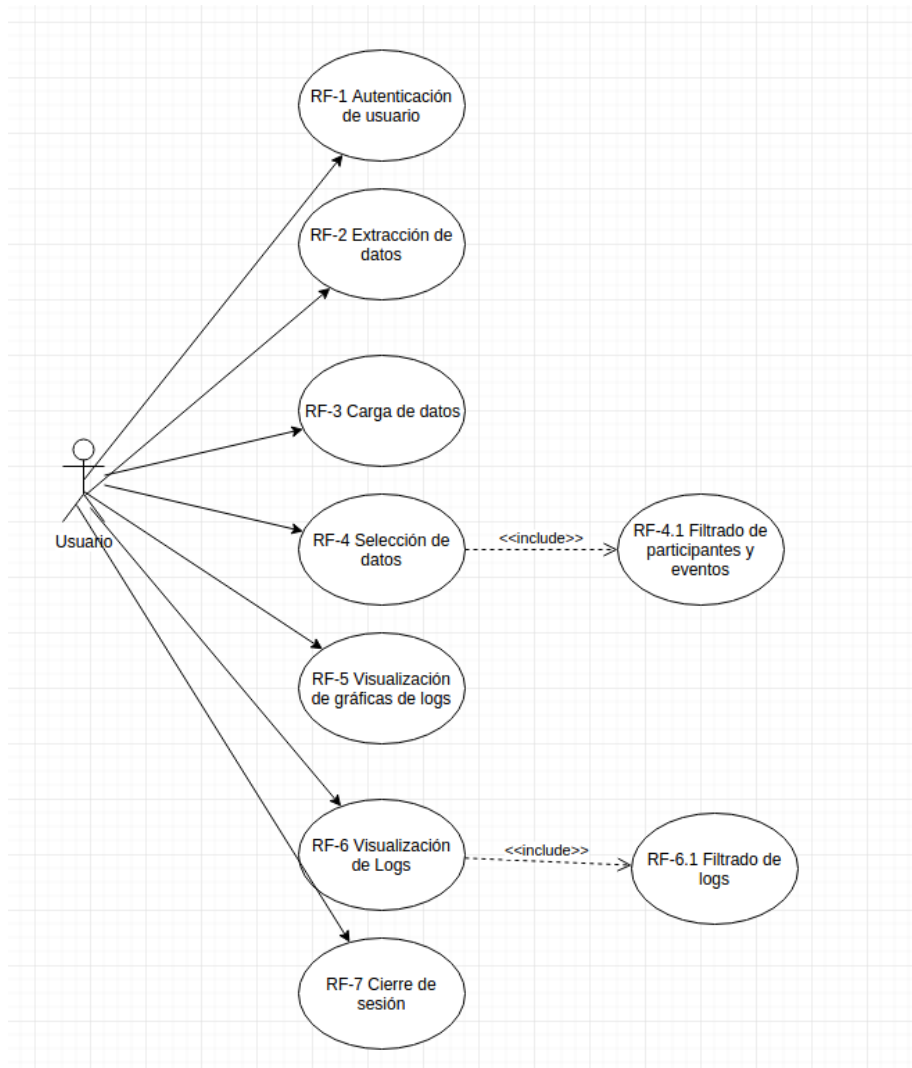 RF-1 Autenticación
de usuario
RF-2 Extracción de
datos
RF-3 Carga de datos
Usuario
RF-4 Selección de
datos
<<include>>
RF-4.1 Filtrado de
participantes y
eventos
RF-5 Visualización
de gráficas de logs
RF-6 Visualización
de Logs
<<include>>
RF-6.1 Filtrado de
logs
RF-7 Cierre de
sesión